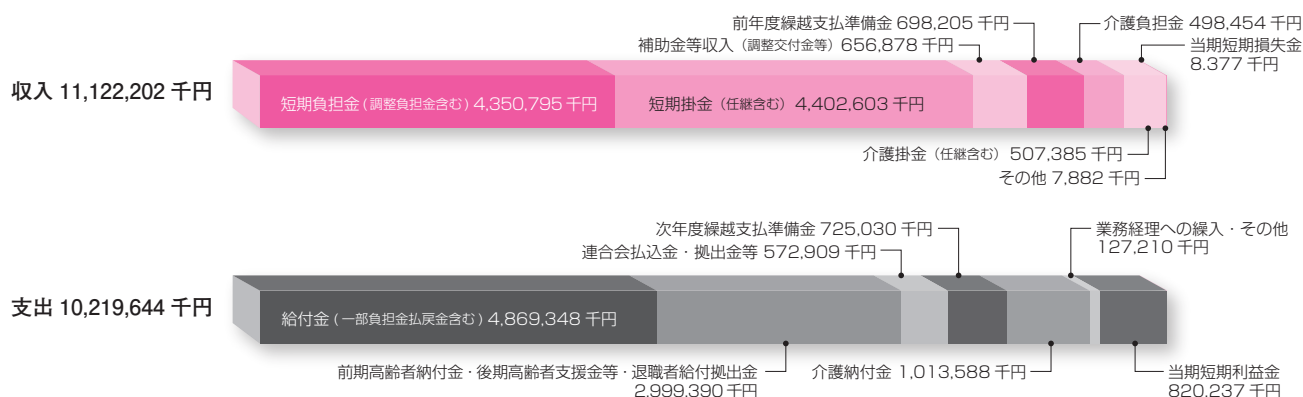 前年度繰越支払準備金 698,205 千円
介護負担金 498,454 千円
補助金等収入（調整交付金等）656,878 千円
当期短期損失金
8.377 千円
収入 11,122,202 千円
短期負担金(調整負担金含む) 4,350,795 千円
短期掛金（任継含む）4,402,603 千円
介護掛金（任継含む）507,385 千円
その他 7,882 千円
次年度繰越支払準備金 725,030 千円
業務経理への繰入・その他
127,210 千円
連合会払込金・拠出金等 572,909 千円
支出 10,219,644 千円
給付金(一部負担金払戻金含む) 4,869,348 千円
前期高齢者納付金・後期高齢者支援金等・退職者給付拠出金
2,999,390 千円
介護納付金 1,013,588 千円
当期短期利益金
820,237 千円